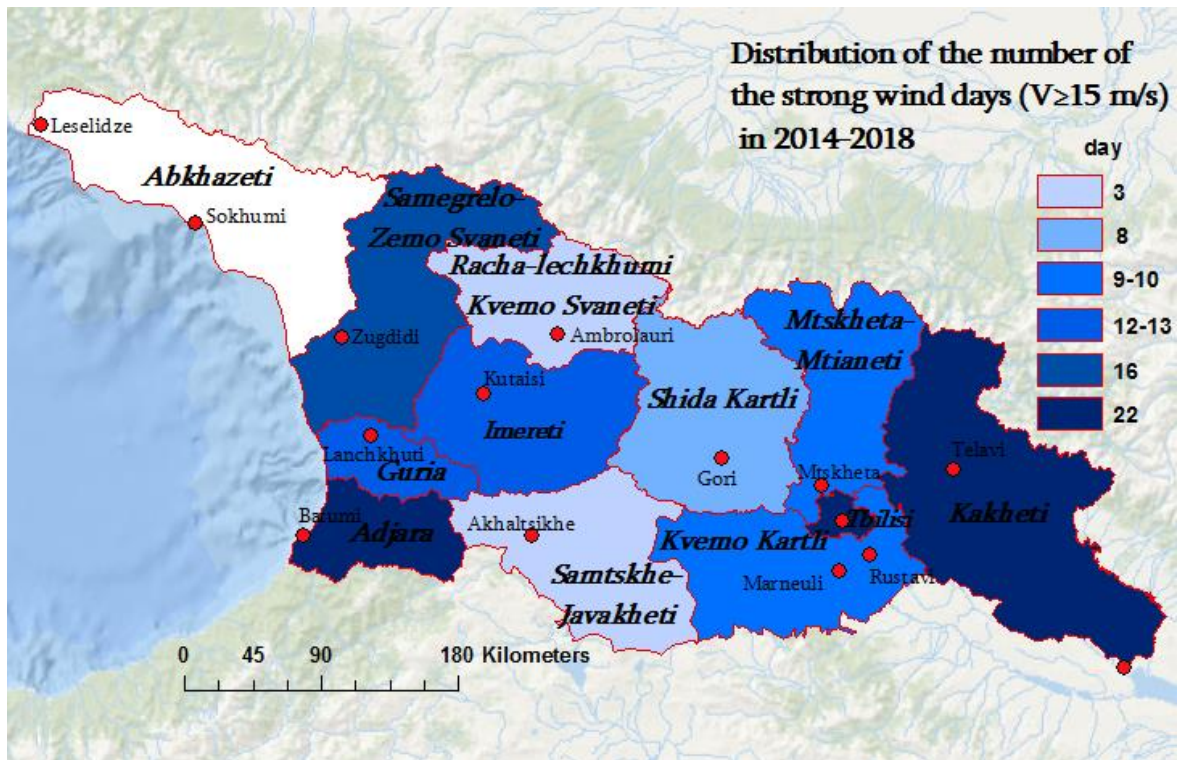 Distribution of the number of
the strong wind days (V≥15 m/s)
in 2014-2018
day
3
8
9-10
12-13
16
22
Leselidze
Abkhazeti
Sokhumi
Samegrelo-
Zemo Svaneti
Racha-lechkhumi
Kvemo Svaneti
Ambrolauri
Zugdidi
Mtskheta-
Mtianeti
Kutaisi
Imereti
Shida Kartli
Lanchkhuti
Guria
Gori
Mtskheta
Telavi
Kakheti
Batumi
Adjara
Akhaltsikhe
Tbilisi
Kvemo Kartli
Samtskhe-
Javakheti
Marneuli
Rustavi
0 45 90 180 Kilometers